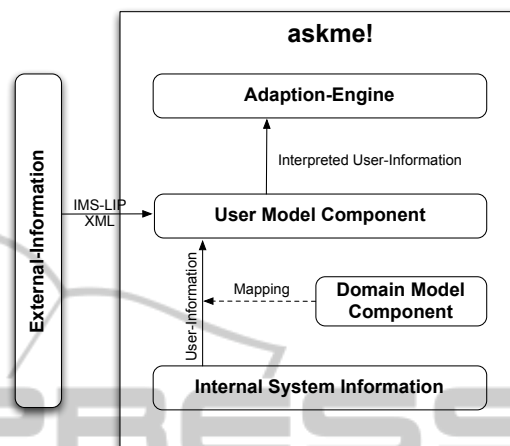 askme!
Adaption-Engine
Interpreted User-Information
External-Information
IMS-LIP
XML
User Model Component
User-Information
Mapping
Domain Model
Component
Internal System Information
PRESS